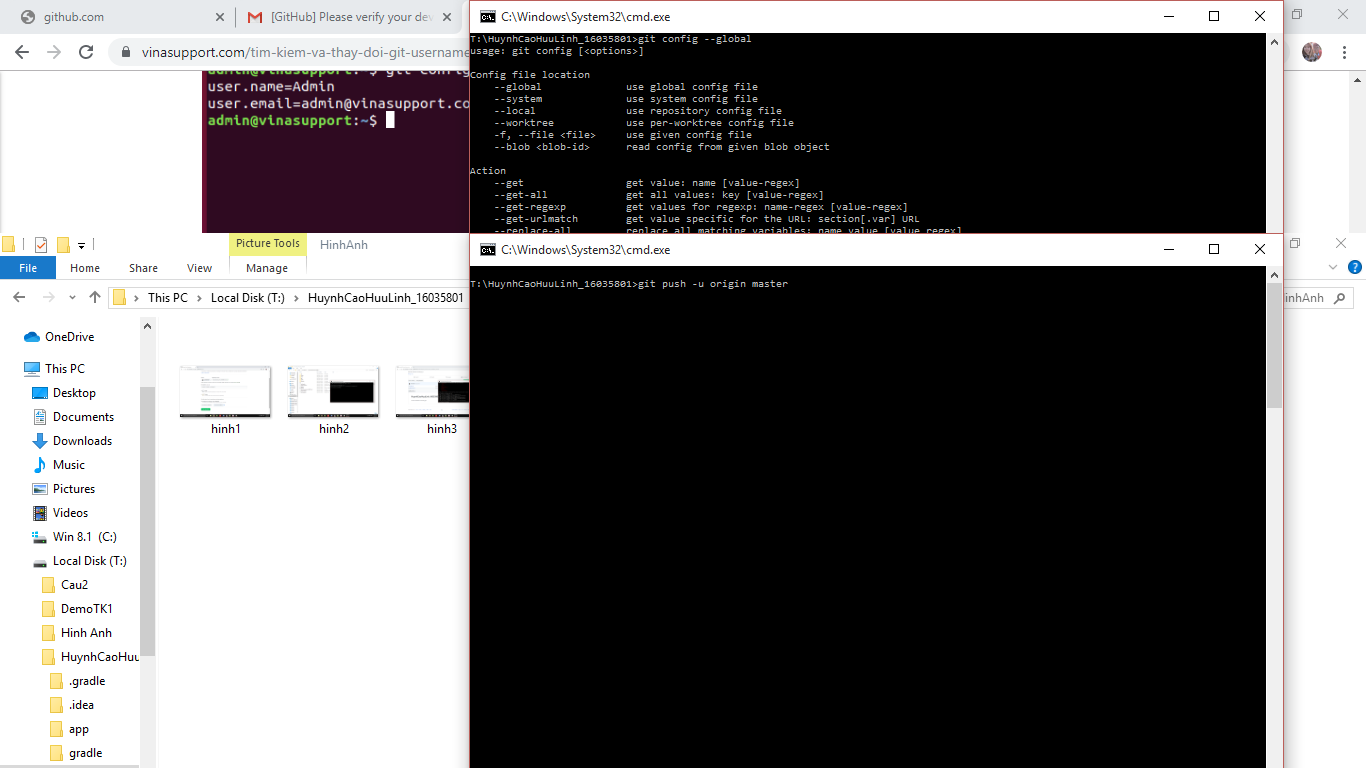 github.com
[GitHub] Please verify your dev
vinasupport.com/tim-kiem-va-thay-doi-git-username
user.name=Admin
user.email=admin@vinasupport.co
admin@vinasupport:~$
C:\Windows\System32\cmd.exe
T:\HuynhCaoHuuLinh_16035801>git config --global
usage: git config [<options>]
Config file location
--global use global config file
--system use system config file
--local use repository config file
--worktree use per-worktree config file
-f, --file <file> use given config file
--blob <blob-id> read config from given blob object
Action
--get get value: name [value-regex]
--get-all get all values: key [value-regex]
--get-regexp get values for regexp: name-regex [value-regex]
--get-urlmatch get value specific for the URL: section[.var] URL
--replace-all replace all matching variables: name value [value_regex]
C:\Windows\System32\cmd.exe
T:\HuynhCaoHuuLinh_16035801>git push -u origin master
Picture Tools HinhAnh
File Home Share View Manage
This PC Local Disk (T:) HuynhCaoHuuLinh_16035801
inhAnh
OneDrive
This PC
Desktop
Documents
Downloads
Music
Pictures
Videos
Win 8.1 (C:)
Local Disk (T:)
Cau2
DemoTK1
Hinh Anh
HuynhCaoHuu
.gradle
.idea
app
gradle
hinh1 hinh2 hinh3